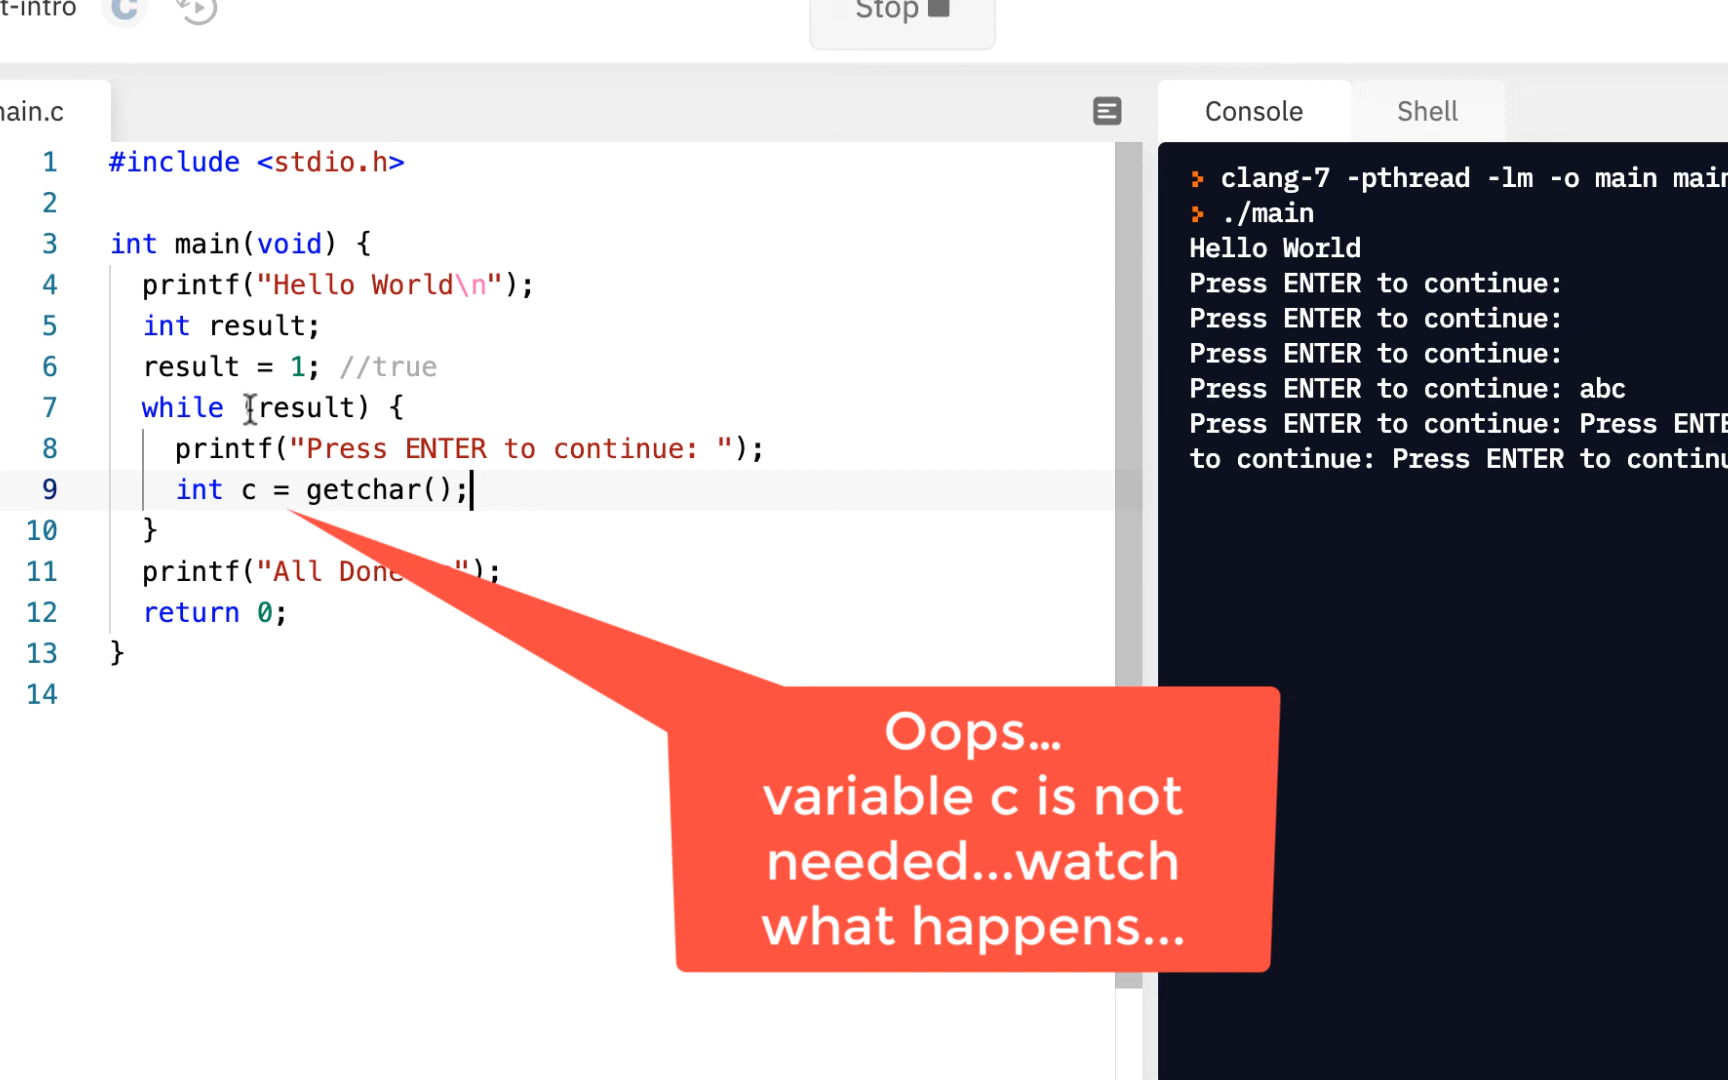 t-intro C Stop
main.c
Console Shell
1 #include <stdio.h>
2
3 int main(void) {
4 printf("Hello World\n");
5 int result;
6 result = 1; //true
7 while (result) {
8 printf("Press ENTER to continue: ");
9 int c = getchar();
10 }
11 printf("All Done ");
12 return 0;
13 }
14
Oops...
variable c is not
needed...watch
what happens...
clang-7 -pthread -lm -o main main
./main
Hello World
Press ENTER to continue:
Press ENTER to continue:
Press ENTER to continue:
Press ENTER to continue: abc
Press ENTER to continue: Press ENTE
to continue: Press ENTER to continu